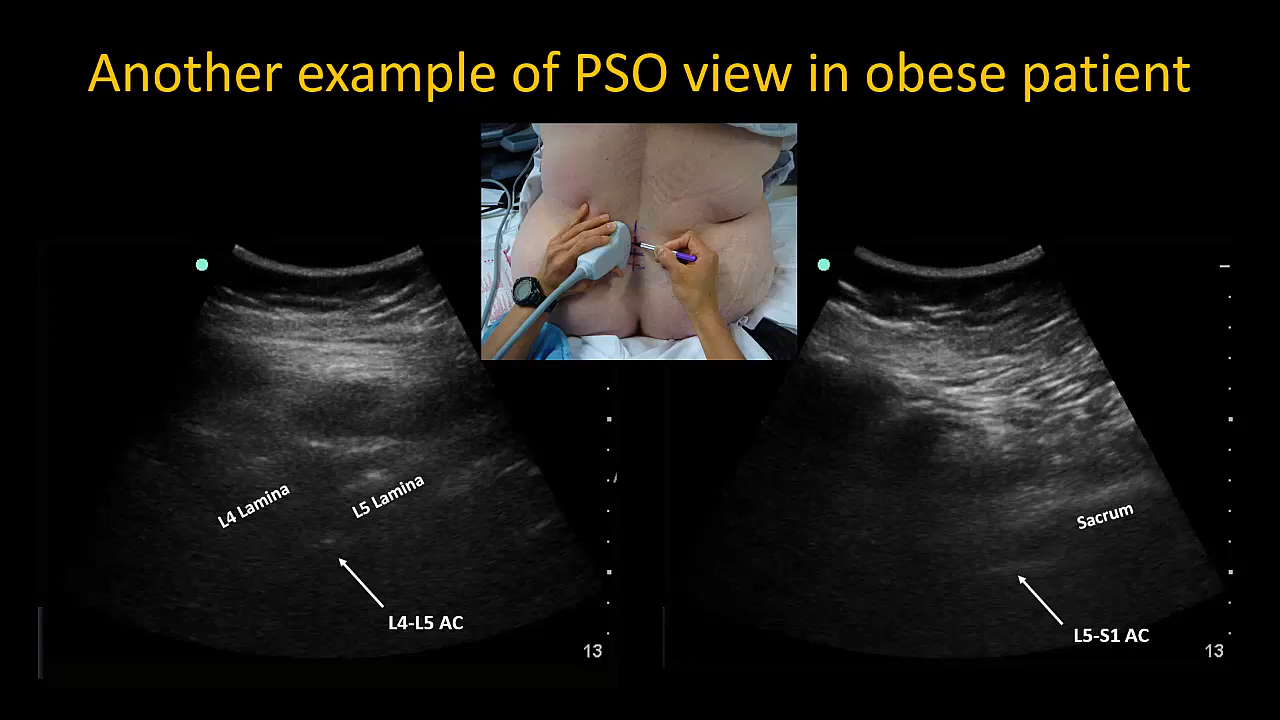 Another example of PSO view in obese patient
L4 Lamina
L5 Lamina
L4-L5 AC
13
Sacrum
L5-S1 AC
13